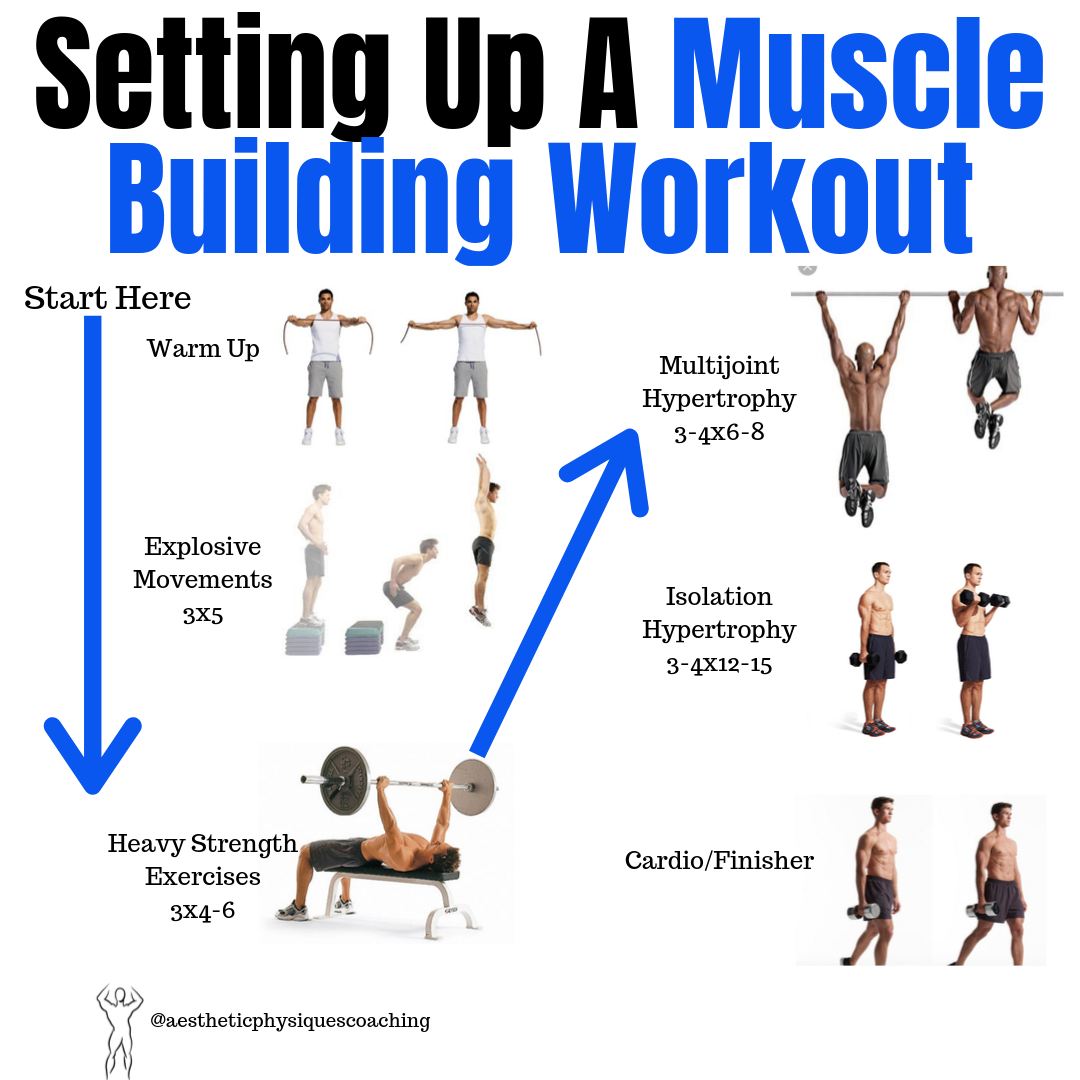 Setting Up A Muscle
Building Workout
Start Here
Warm Up
Explosive
Movements
3x5
Heavy Strength
Exercises
3x4-6
Multijoint
Hypertrophy
3-4x6-8
Isolation
Hypertrophy
3-4x12-15
Cardio/Finisher
@aestheticphysiquescoaching